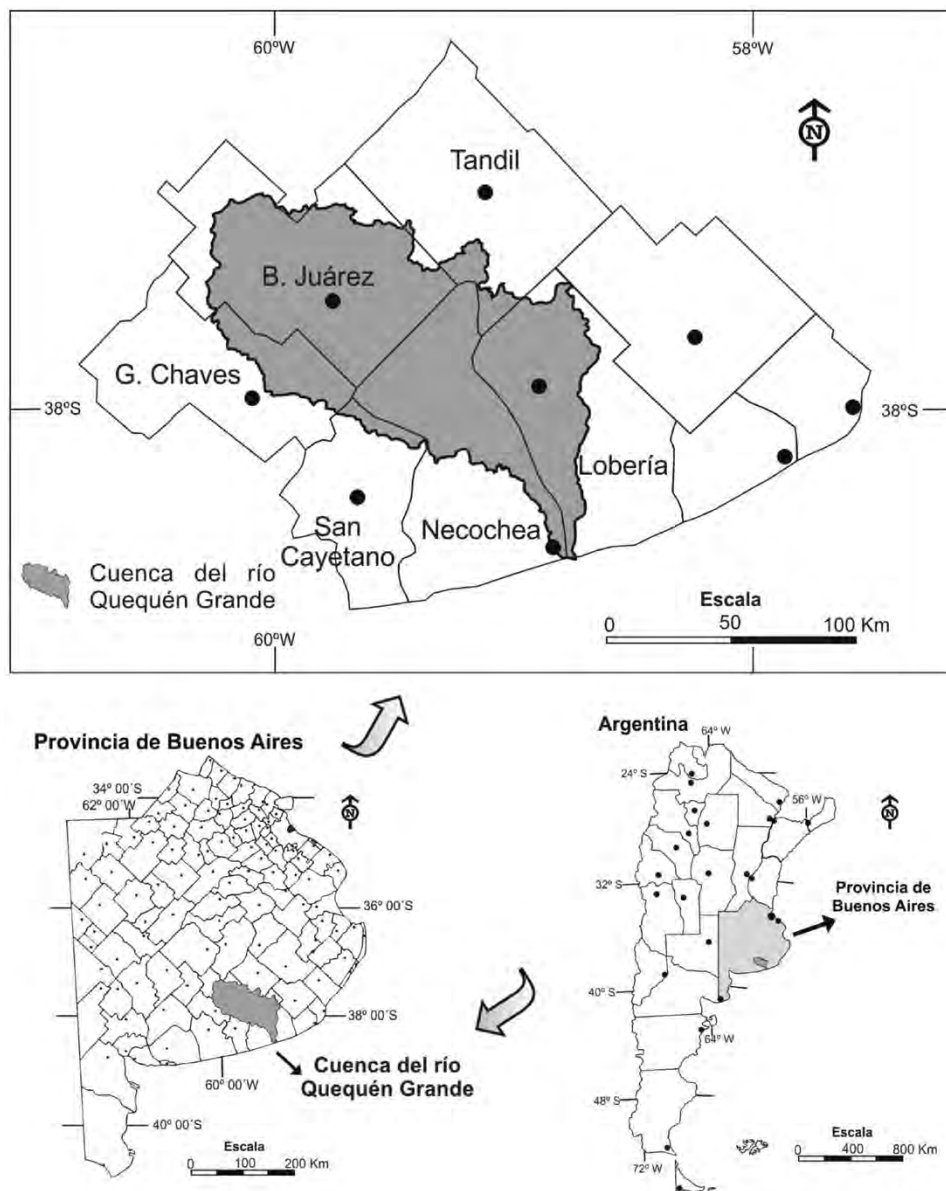 60ºW
58ºW
N
Tandil
B. Juárez
G. Chaves
38ºS
38ºS
Lobería
San
Cayetano
Necochea
Cuenca del río
Quequén Grande
Escala
0 50 100 Km
60ºW
Provincia de Buenos Aires
34º 00´S
62º 00´W
N
36º 00´S
38º 00´S
60º 00´W
Cuenca del río
Quequén Grande
40º 00´S
Escala
0 100 200 Km
Argentina
64º W
24º S
56º W
N
32º S
Provincia de
Buenos Aires
40º S
64º W
48º S
72º W
Escala
0 400 800 Km